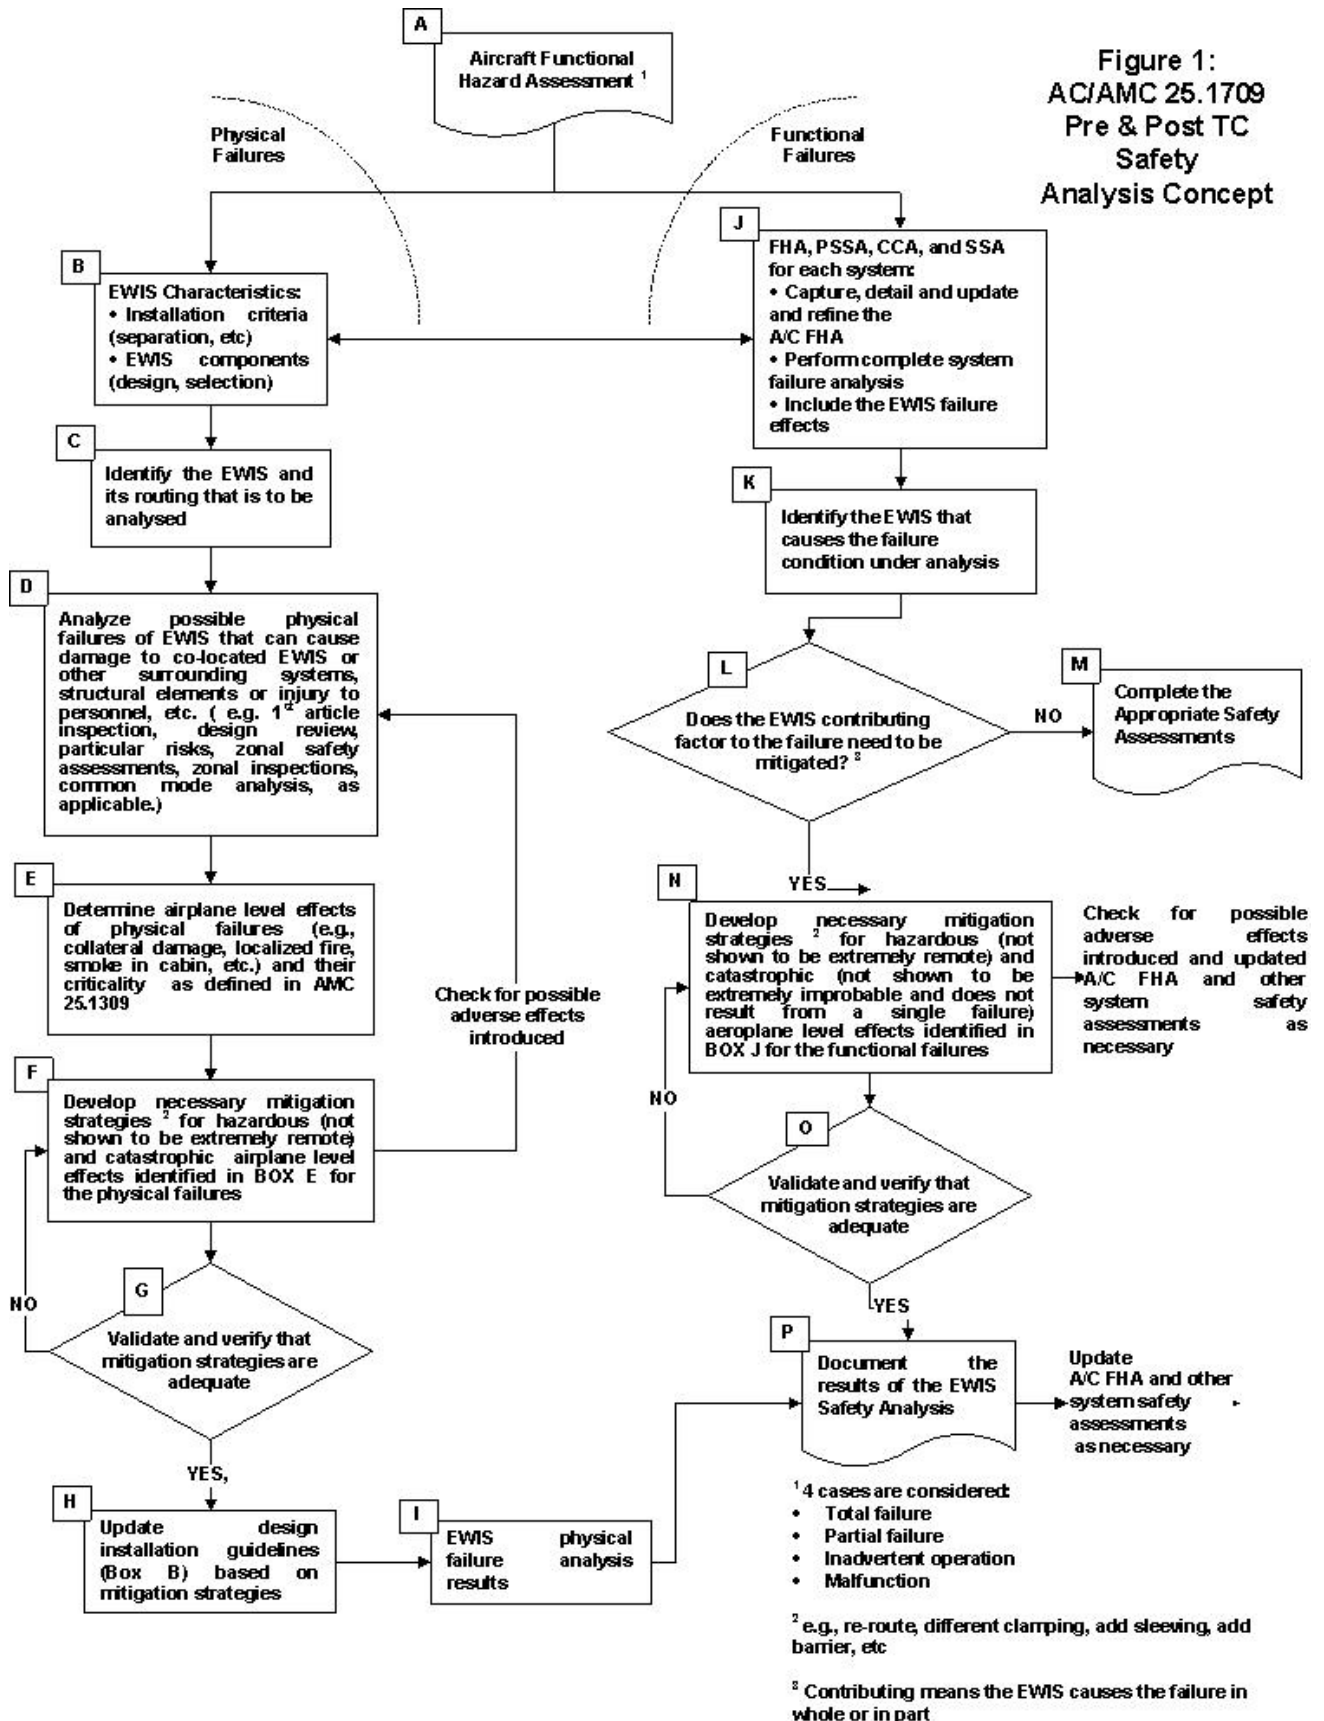 A
Aircraft Functional
Hazard Assessment 1
Figure 1:
AC/AMC 25.1709
Pre & Post TC
Safety
Analysis Concept
Physical
Failures
Functional
Failures
B
EWIS Characteristics:
• Installation criteria
(separation, etc)
• EWIS components
(design, selection)
J
FHA, PSSA, CCA, and SSA
for each system:
• Capture, detail and update
and refine the
A/C FHA
• Perform complete system
failure analysis
• Include the EWIS failure
effects
C
Identify the EWIS and
its routing that is to be
analysed
K
Identify the EWIS that
causes the failure
condition under analysis
D
Analyze possible physical
failures of EWIS that can cause
damage to co-located EWIS or
other surrounding systems,
structural elements or injury to
personnel, etc. ( e.g. 1st article
inspection, design review,
particular risks, zonal safety
assessments, zonal inspections,
common mode analysis, as
applicable.)
L
Does the EWIS contributing
factor to the failure need to be
mitigated? 3
NO
M
Complete the
Appropriate Safety
Assessments
YES
E
Determine airplane level effects
of physical failures (e.g.,
collateral damage, localized fire,
smoke in cabin, etc.) and their
criticality as defined in AMC
25.1309
Check for possible
adverse effects
introduced
N
Develop necessary mitigation
strategies 2 for hazardous (not
shown to be extremely remote)
and catastrophic (not shown to be
extremely improbable and does not
result from a single failure)
aeroplane level effects identified in
BOX J for the functional failures
Check for possible
adverse effects
introduced and updated
A/C FHA and other
system safety
assessments as
necessary
F
Develop necessary mitigation
strategies 2 for hazardous (not
shown to be extremely remote)
and catastrophic airplane level
effects identified in BOX E for
the physical failures
NO
O
Validate and verify that
mitigation strategies are
adequate
G
NO
Validate and verify that
mitigation strategies are
adequate
YES
P
Document the
results of the EWIS
Safety Analysis
Update
A/C FHA and other
system safety
assessments
as necessary
YES,
H
Update design
installation guidelines
(Box B) based on
mitigation strategies
I
EWIS physical
failure analysis
results
1 4 cases are considered:
• Total failure
• Partial failure
• Inadvertent operation
• Malfunction
2 e.g., re-route, different clamping, add sleeving, add
barrier, etc
3 Contributing means the EWIS causes the failure in
whole or in part